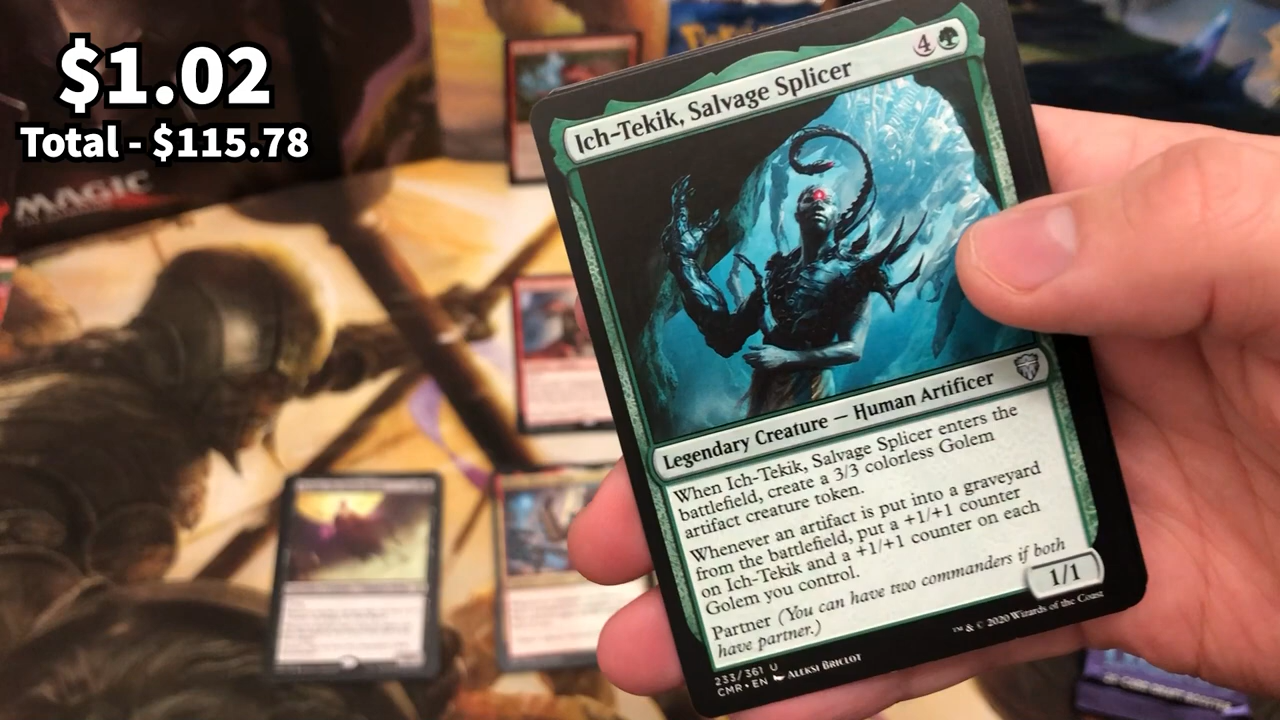 $1.02
Total - $115.78
MAGIC
Ich-Tekik, Salvage Splicer 4
Legendary Creature — Human Artificer
When Ich-Tekik, Salvage Splicer enters the
battlefield, create a 3/3 colorless Golem
artifact creature token.
Whenever an artifact is put into a graveyard
from the battlefield, put a +1/+1 counter
on Ich-Tekik and a +1/+1 counter on each
Golem you control.
Partner (You can have two commanders if both
have partner.)
1/1
233/361 U
CMR • EN Aleksi Briclot
™ & © 2020 Wizards of the Coast